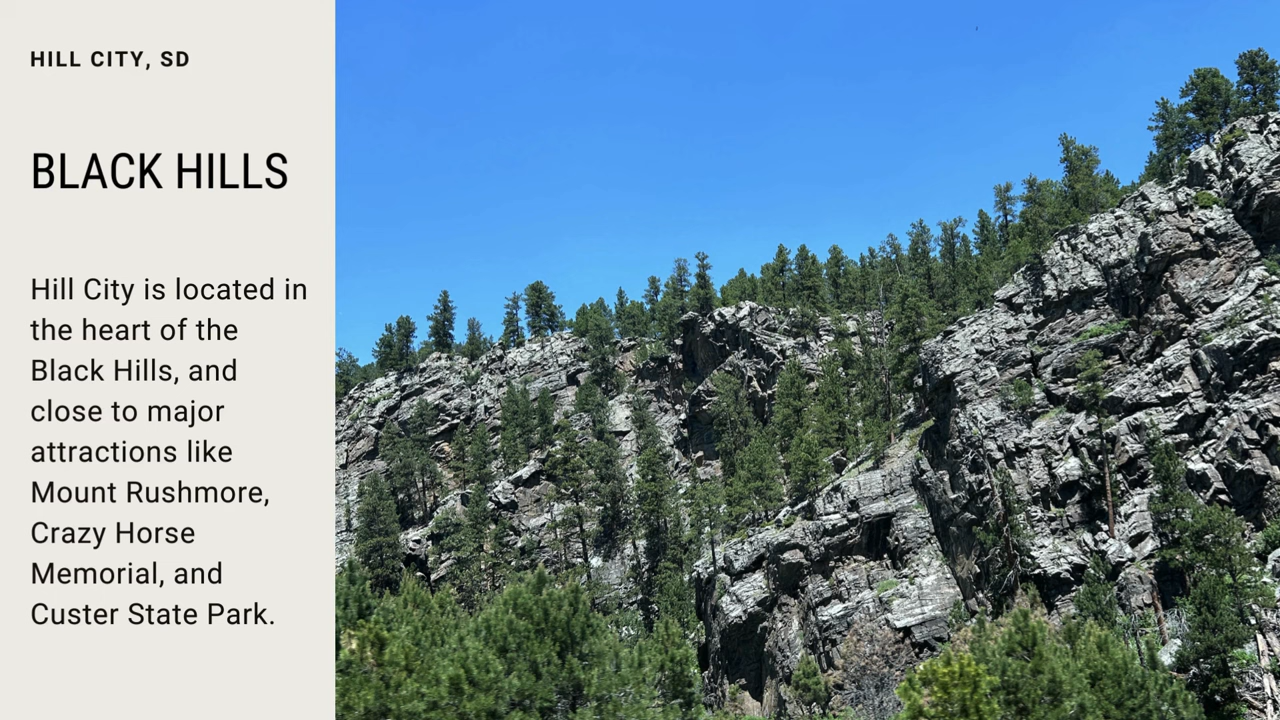 HILL CITY, SD
BLACK HILLS
Hill City is located in
the heart of the
Black Hills, and
close to major
attractions like
Mount Rushmore,
Crazy Horse
Memorial, and
Custer State Park.